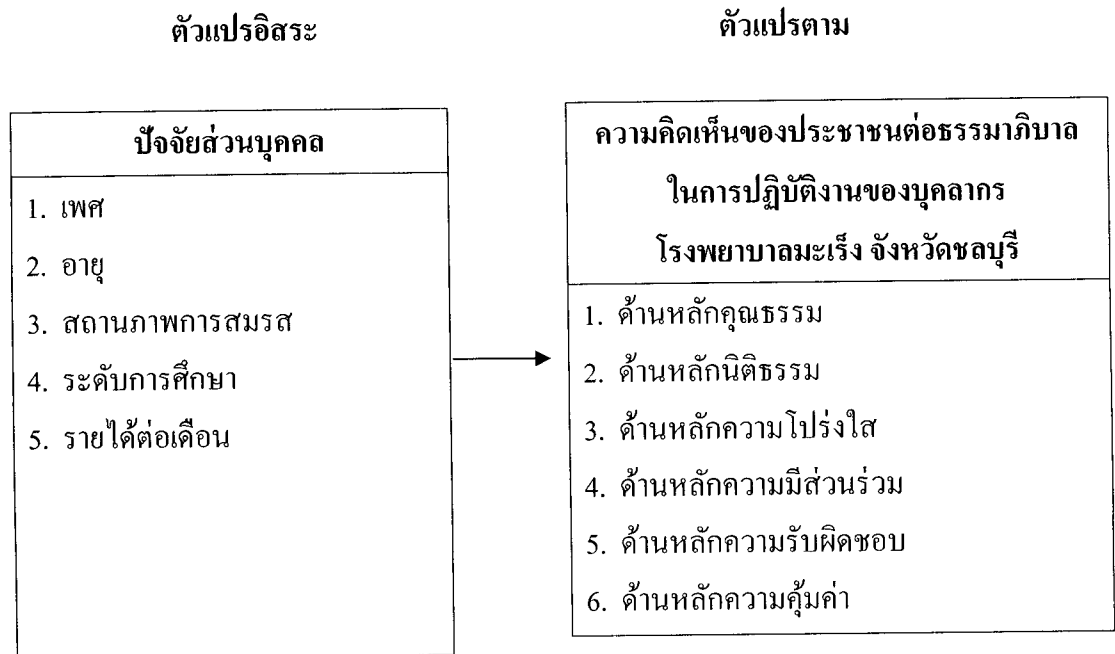 ตัวแปรอิสระ
ตัวแปรตาม
ปัจจัยส่วนบุคคล
1. เพศ
2. อายุ
3. สถานภาพการสมรส
4. ระดับการศึกษา
5. รายได้ต่อเดือน
ความคิดเห็นของประชาชนต่อธรรมาภิบาล
ในการปฏิบัติงานของบุคลากร
โรงพยาบาลมะเร็ง จังหวัดชลบุรี
1. ด้านหลักคุณธรรม
2. ด้านหลักนิติธรรม
3. ด้านหลักความโปร่งใส
4. ด้านหลักความมีส่วนร่วม
5. ด้านหลักความรับผิดชอบ
6. ด้านหลักความคุ้มค่า